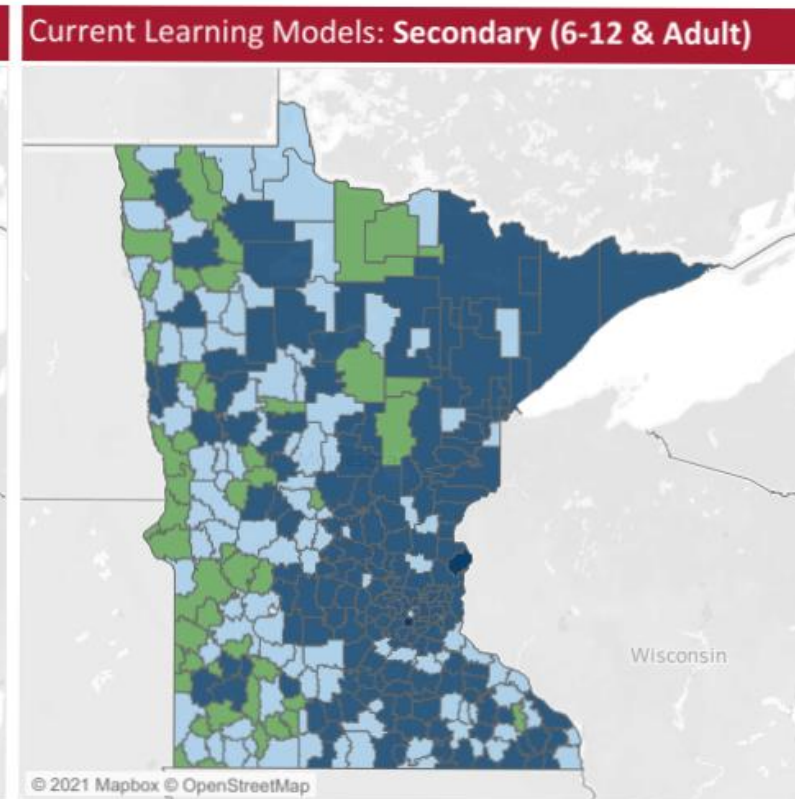 Current Learning Models: Secondary (6-12 & Adult)
Wisconsin
© 2021 Mapbox © OpenStreetMap